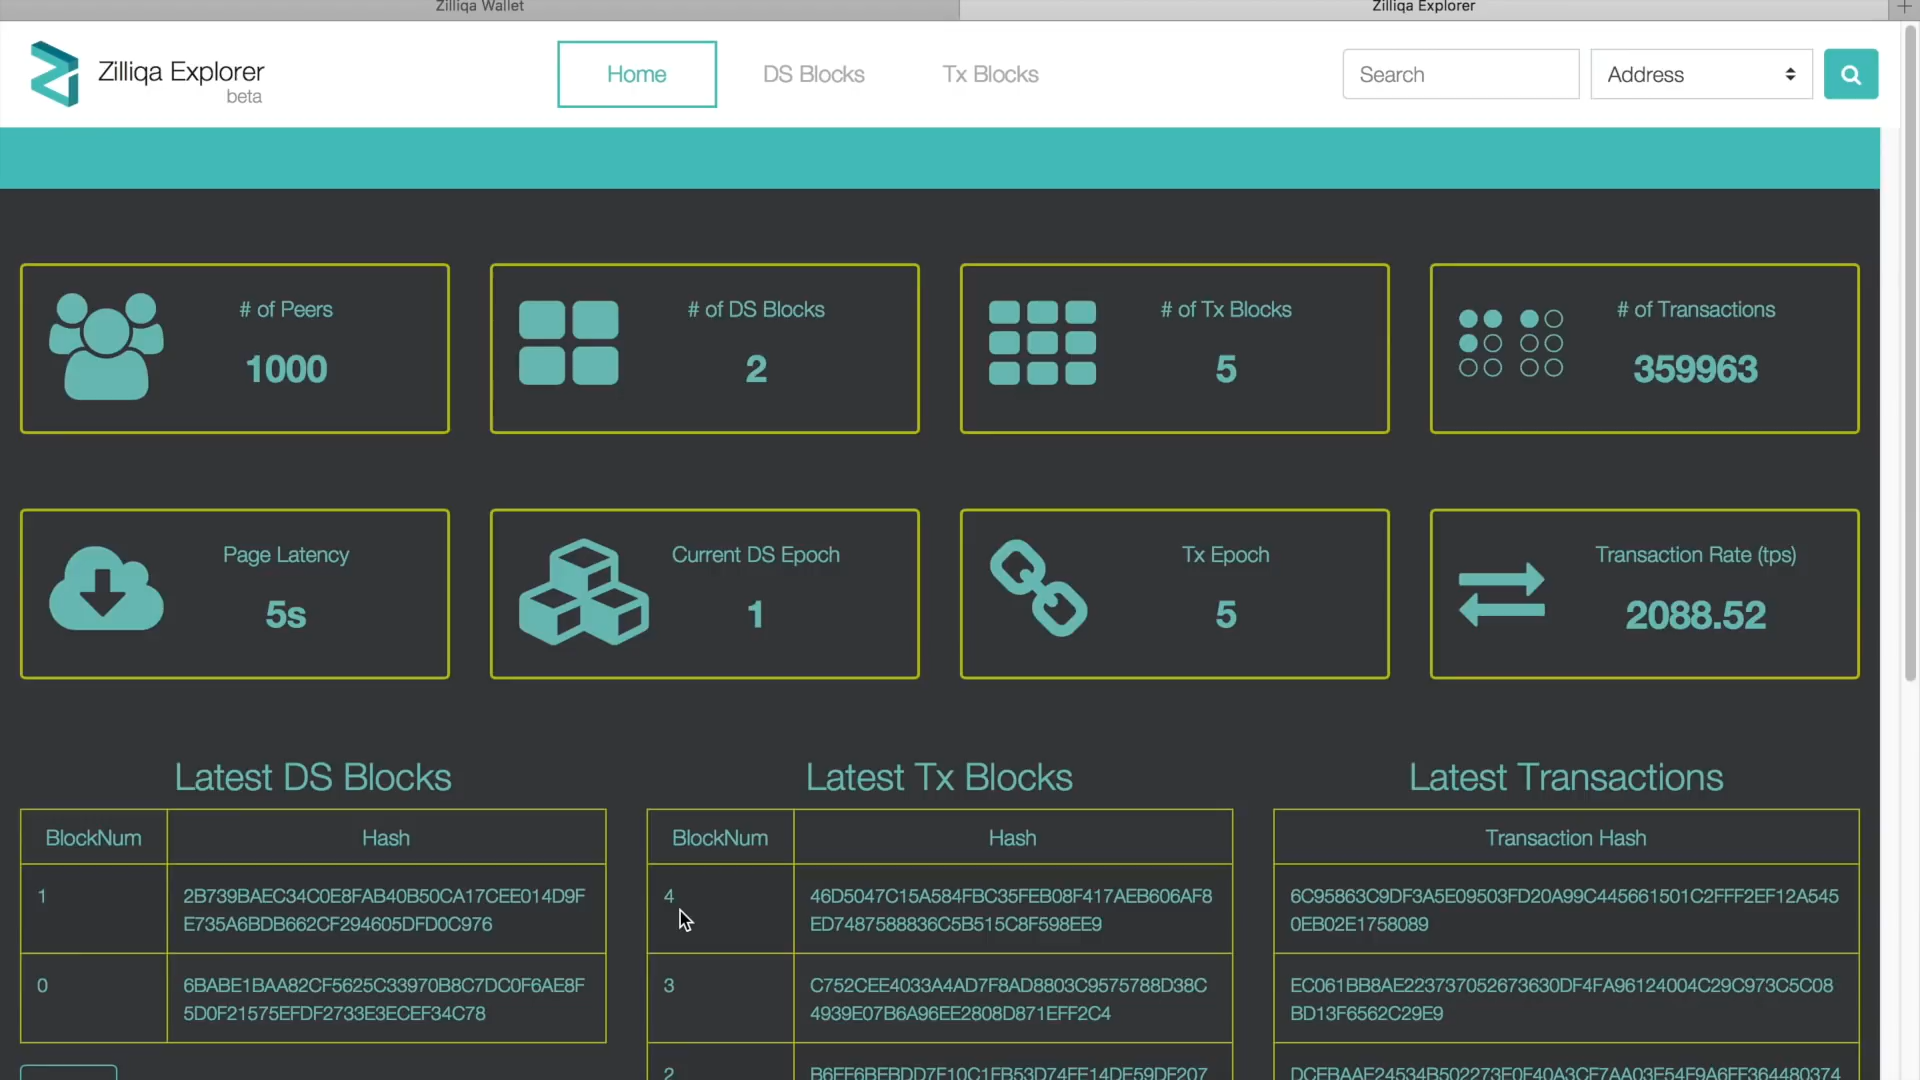 Zilliqa Wallet
Zilliqa Explorer
Zilliqa Explorer
beta
Home
DS Blocks
Tx Blocks
Search
Address
# of Peers
1000
# of DS Blocks
2
# of Tx Blocks
5
# of Transactions
359963
Page Latency
5s
Current DS Epoch
1
Tx Epoch
5
Transaction Rate (tps)
2088.52
Latest DS Blocks
BlockNum Hash
1 2B739BAEC34C0E8FAB40B50CA17CEE014D9F
E735A6BDB662CF294605DFD0C976
0 6BABE1BAA82CF5625C33970B8C7DC0F6AE8F
5D0F21575EFDF2733E3ECEF34C78
Latest Tx Blocks
BlockNum Hash
4 46D5047C15A584FBC35FEB08F417AEB606AF8
ED7487588836C5B515C8F598EE9
3 C752CEE4033A4AD7F8AD8803C9575788D38C
4939E07B6A96EE2808D871EFF2C4
2 B6FF6BFBDD7F10C1FB53D74FF14DF59DF207
Latest Transactions
Transaction Hash
6C95863C9DF3A5E09503FD20A99C445661501C2FFF2EF12A545
0EB02E1758089
EC061BB8AE223737052673630DF4FA96124004C29C973C5C08
BD13F6562C29E9